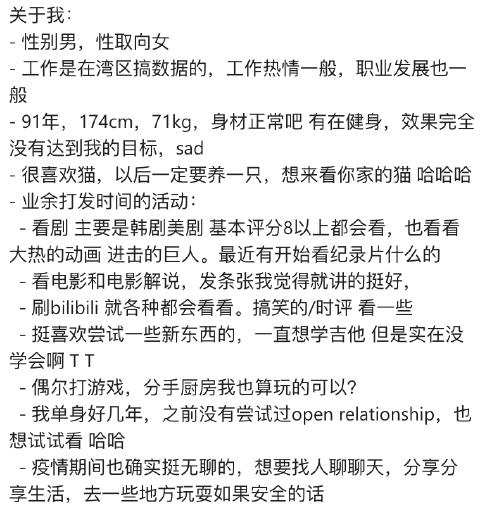 关于我：
- 性别男，性取向女
- 工作是在湾区搞数据的，工作热情一般，职业发展也一
般
- 91年，174cm，71kg，身材正常吧 有在健身，效果完全
没有达到我的目标，sad
- 很喜欢猫，以后一定要养一只，想来看你家的猫 哈哈哈
- 业余打发时间的活动：
- 看剧 主要是韩剧美剧 基本评分8以上都会看，也看看
大热的动画 进击的巨人。最近有开始看纪录片什么的
- 看电影和电影解说，发条张我觉得就讲的挺好，
- 刷bilibili 就各种都会看看。搞笑的/时评 看一些
- 挺喜欢尝试一些新东西的，一直想学吉他 但是实在没
学会啊 T T
- 偶尔打游戏，分手厨房我也算玩的可以？
- 我单身好几年，之前没有尝试过open relationship，也
想试试看 哈哈
- 疫情期间也确实挺无聊的，想要找人聊聊天，分享分
享生活，去一些地方玩耍如果安全的话